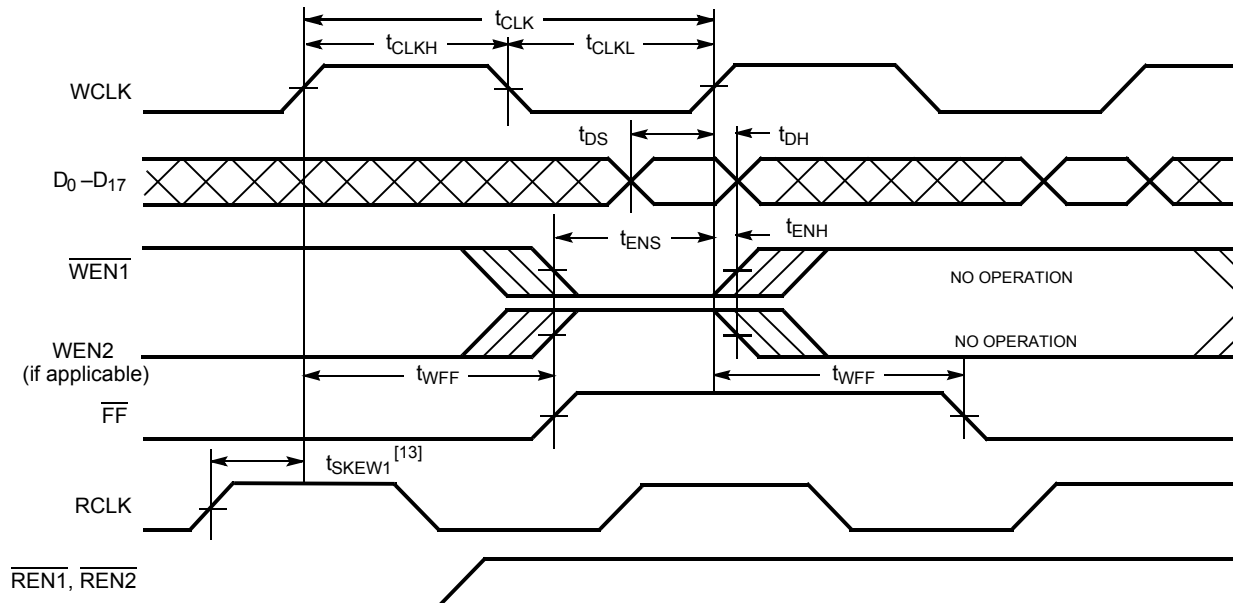 tCLK
tCLKH
tCLKL
WCLK
tDS
tDH
D0 –D17
tENS
tENH
WEN1
NO OPERATION
WEN2
(if applicable)
NO OPERATION
tWFF
tWFF
FF
tSKEW1 [13]
RCLK
REN1, REN2